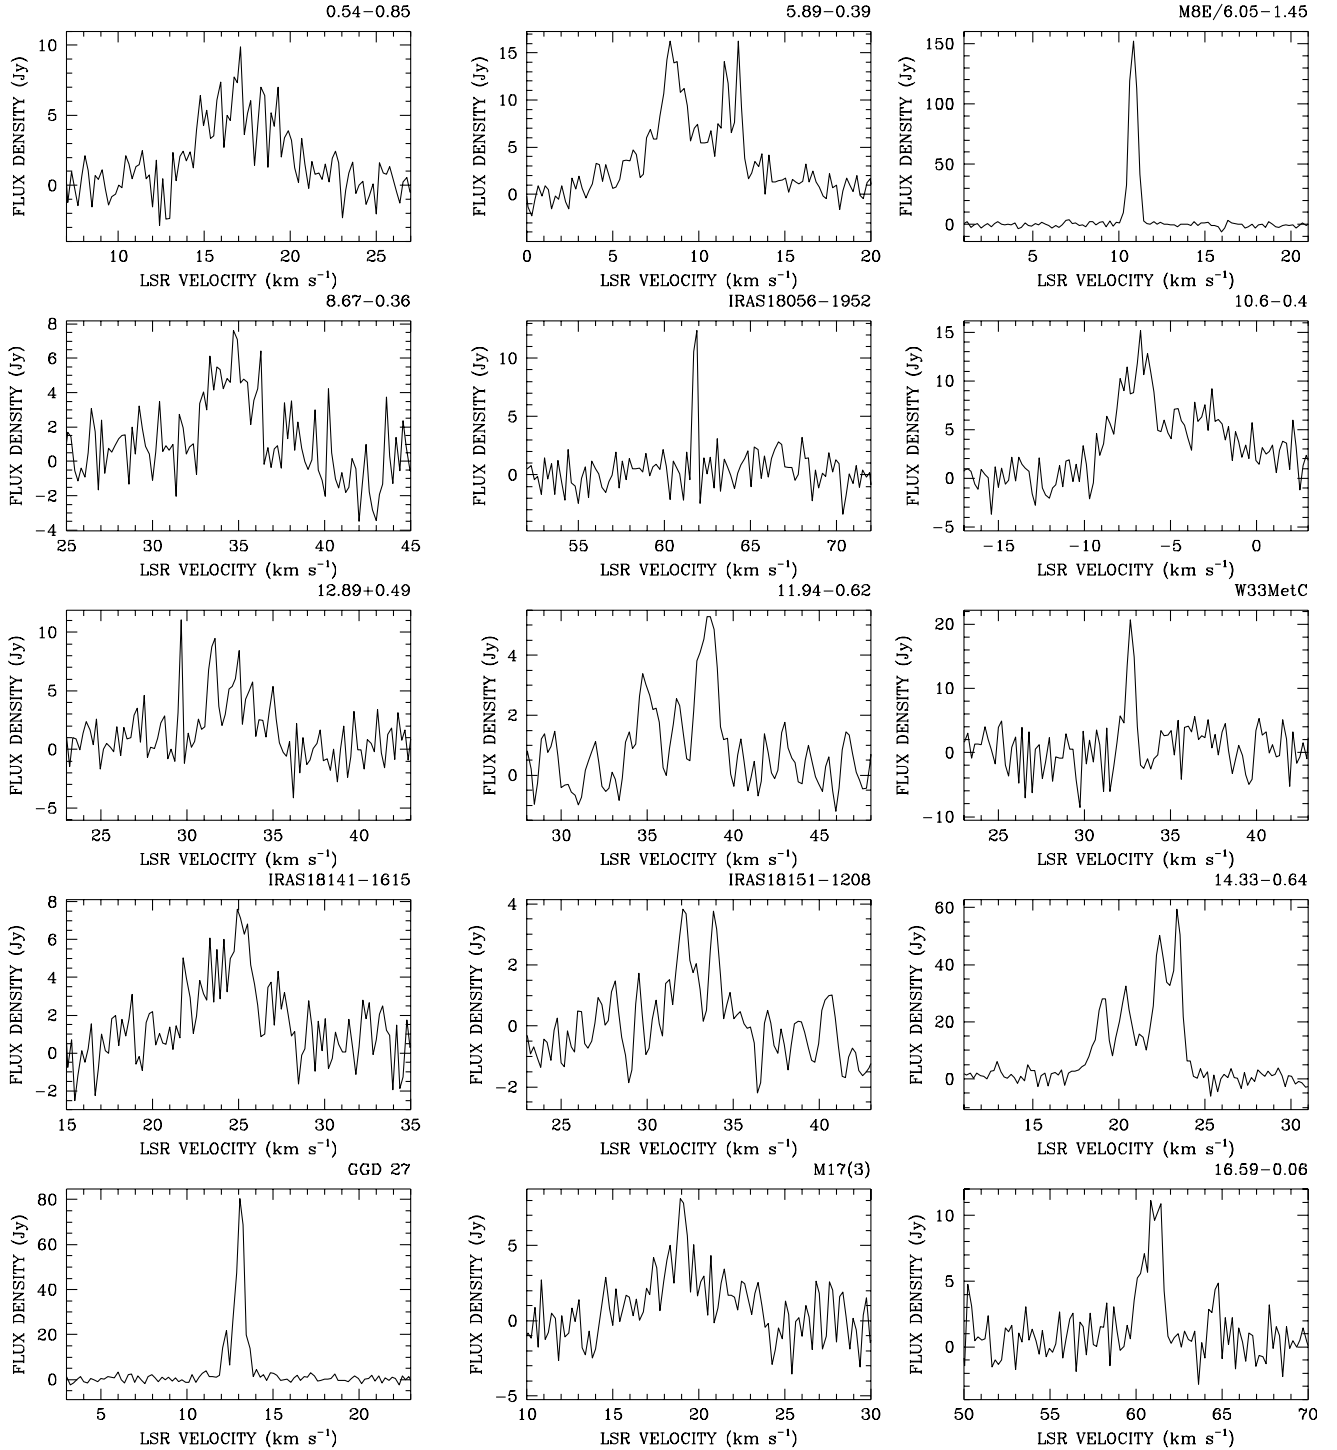 0.54−0.85
5.89−0.39
M8E/6.05−1.45
FLUX DENSITY (Jy)
10
5
0
10 15 20 25
LSR VELOCITY (km s⁻¹)
FLUX DENSITY (Jy)
15
10
5
0
0 5 10 15 20
LSR VELOCITY (km s⁻¹)
FLUX DENSITY (Jy)
150
100
50
0
5 10 15 20
LSR VELOCITY (km s⁻¹)
8.67−0.36
IRAS18056−1952
10.6−0.4
FLUX DENSITY (Jy)
8
6
4
2
0
−2
−4
25 30 35 40 45
LSR VELOCITY (km s⁻¹)
FLUX DENSITY (Jy)
10
5
0
55 60 65 70
LSR VELOCITY (km s⁻¹)
FLUX DENSITY (Jy)
15
10
5
0
−5
−15 −10 −5 0
LSR VELOCITY (km s⁻¹)
12.89+0.49
11.94−0.62
W33MetC
FLUX DENSITY (Jy)
10
5
0
−5
25 30 35 40
LSR VELOCITY (km s⁻¹)
FLUX DENSITY (Jy)
4
2
0
30 35 40 45
LSR VELOCITY (km s⁻¹)
FLUX DENSITY (Jy)
20
10
0
−10
25 30 35 40
LSR VELOCITY (km s⁻¹)
IRAS18141−1615
IRAS18151−1208
14.33−0.64
FLUX DENSITY (Jy)
8
6
4
2
0
−2
15 20 25 30 35
LSR VELOCITY (km s⁻¹)
FLUX DENSITY (Jy)
4
2
0
−2
25 30 35 40
LSR VELOCITY (km s⁻¹)
FLUX DENSITY (Jy)
60
40
20
0
15 20 25 30
LSR VELOCITY (km s⁻¹)
GGD 27
M17(3)
16.59−0.06
FLUX DENSITY (Jy)
80
60
40
20
0
5 10 15 20
LSR VELOCITY (km s⁻¹)
FLUX DENSITY (Jy)
5
0
−5
10 15 20 25 30
LSR VELOCITY (km s⁻¹)
FLUX DENSITY (Jy)
10
5
0
50 55 60 65 70
LSR VELOCITY (km s⁻¹)